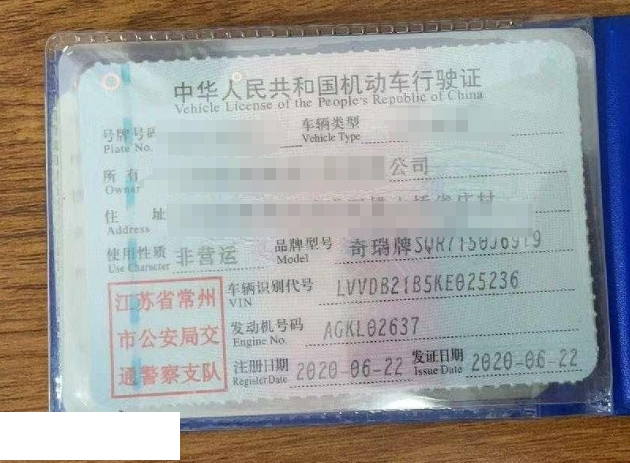 中华人民共和国机动车行驶证
Vehicle License of the People's Republic of China
号牌号码
Plate No.
车辆类型
Vehicle Type
所有
Owner
公司
住 址
Address
使用性质 非营运
Use Character
品牌型号 奇瑞牌
Model
江苏省常州
市公安局交
通警察支队
车辆识别代号 LVVDB21B5KE025236
VIN
发动机号码 AGKL02637
Engine No.
注册日期 2020-06-22
Register Date
发证日期 2020-06-22
Issue Date